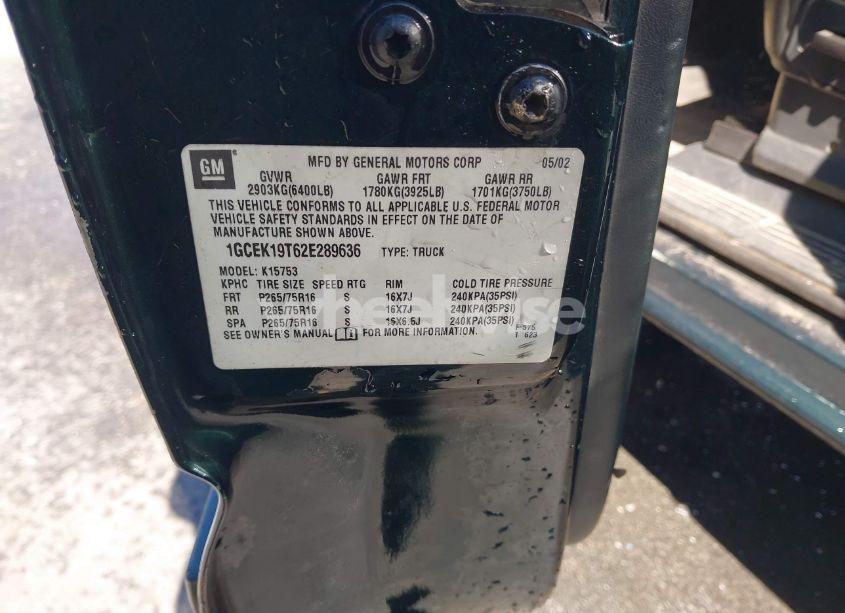 GM
MFD BY GENERAL MOTORS CORP 05/02
GVWR GAWR FRT GAWR RR
2903KG(6400LB) 1780KG(3925LB) 1701KG(3750LB)
THIS VEHICLE CONFORMS TO ALL APPLICABLE U.S. FEDERAL MOTOR
VEHICLE SAFETY STANDARDS IN EFFECT ON THE DATE OF
MANUFACTURE SHOWN ABOVE.
1GCEK19T62E289636 TYPE: TRUCK
MODEL: K15753
KPHC TIRE SIZE SPEED RTG RIM COLD TIRE PRESSURE
FRT P265/75R16 S 16X7J 240KPA(35PSI)
RR P265/75R16 S 16X7J 240KPA(35PSI)
SPA P265/75R16 S 16X6.5J 240KPA(35PSI)
SEE OWNER'S MANUAL FOR MORE INFORMATION.